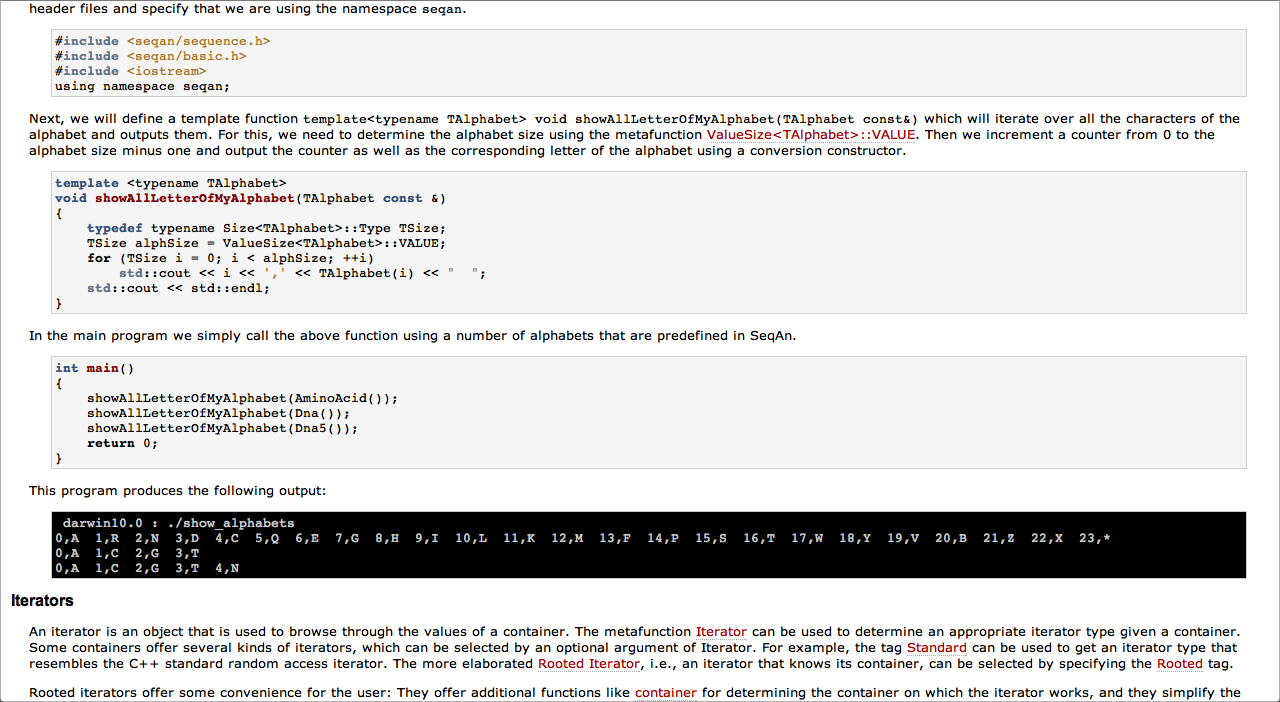 header files and specify that we are using the namespace seqan.
#include <seqan/sequence.h>
#include <seqan/basic.h>
#include <iostream>
using namespace seqan;
Next, we will define a template function template<typename TAlphabet> void showAllLetterOfMyAlphabet(TAlphabet const&) which will iterate over all the characters of the
alphabet and outputs them. For this, we need to determine the alphabet size using the metafunction ValueSize<TAlphabet>::VALUE. Then we increment a counter from 0 to the
alphabet size minus one and output the counter as well as the corresponding letter of the alphabet using a conversion constructor.
template <typename TAlphabet>
void showAllLetterOfMyAlphabet(TAlphabet const &)
{
    typedef typename Size<TAlphabet>::Type TSize;
    TSize alphSize = ValueSize<TAlphabet>::VALUE;
    for (TSize i = 0; i < alphSize; ++i)
        std::cout << i << ',' << TAlphabet(i) << "  ";
    std::cout << std::endl;
}
In the main program we simply call the above function using a number of alphabets that are predefined in SeqAn.
int main()
{
    showAllLetterOfMyAlphabet(AminoAcid());
    showAllLetterOfMyAlphabet(Dna());
    showAllLetterOfMyAlphabet(Dna5());
    return 0;
}
This program produces the following output:
darwin10.0 : ./show_alphabets
0,A  1,R  2,N  3,D  4,C  5,Q  6,E  7,G  8,H  9,I  10,L  11,K  12,M  13,F  14,P  15,S  16,T  17,W  18,Y  19,V  20,B  21,Z  22,X  23,*
0,A  1,C  2,G  3,T
0,A  1,C  2,G  3,T  4,N
Iterators
An iterator is an object that is used to browse through the values of a container. The metafunction Iterator can be used to determine an appropriate iterator type given a container.
Some containers offer several kinds of iterators, which can be selected by an optional argument of Iterator. For example, the tag Standard can be used to get an iterator type that
resembles the C++ standard random access iterator. The more elaborated Rooted Iterator, i.e., an iterator that knows its container, can be selected by specifying the Rooted tag.
Rooted iterators offer some convenience for the user: They offer additional functions like container for determining the container on which the iterator works, and they simplify the